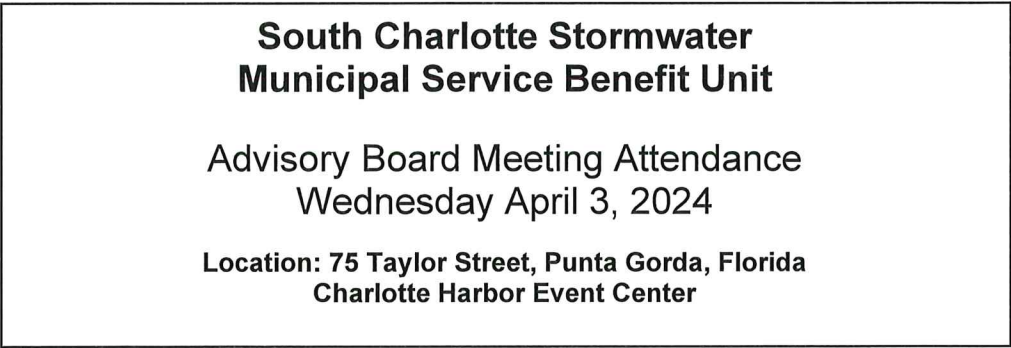 South Charlotte Stormwater
Municipal Service Benefit Unit
Advisory Board Meeting Attendance
Wednesday April 3, 2024
Location: 75 Taylor Street, Punta Gorda, Florida
Charlotte Harbor Event Center